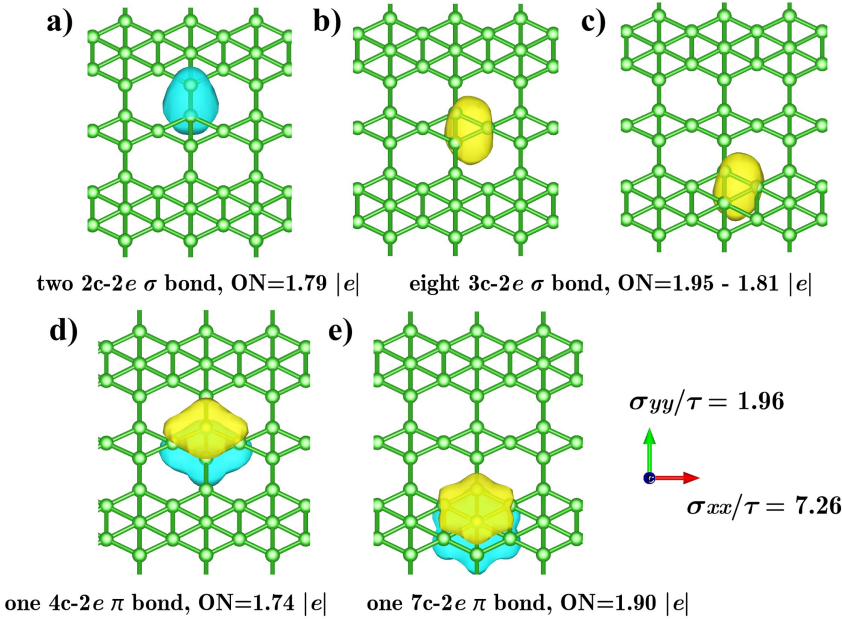 a) b) c)
two 2c-2e σ bond, ON=1.79 |e| eight 3c-2e σ bond, ON=1.95 - 1.81 |e|
d) e)
σyy/τ = 1.96
σxx/τ = 7.26
one 4c-2e π bond, ON=1.74 |e| one 7c-2e π bond, ON=1.90 |e|